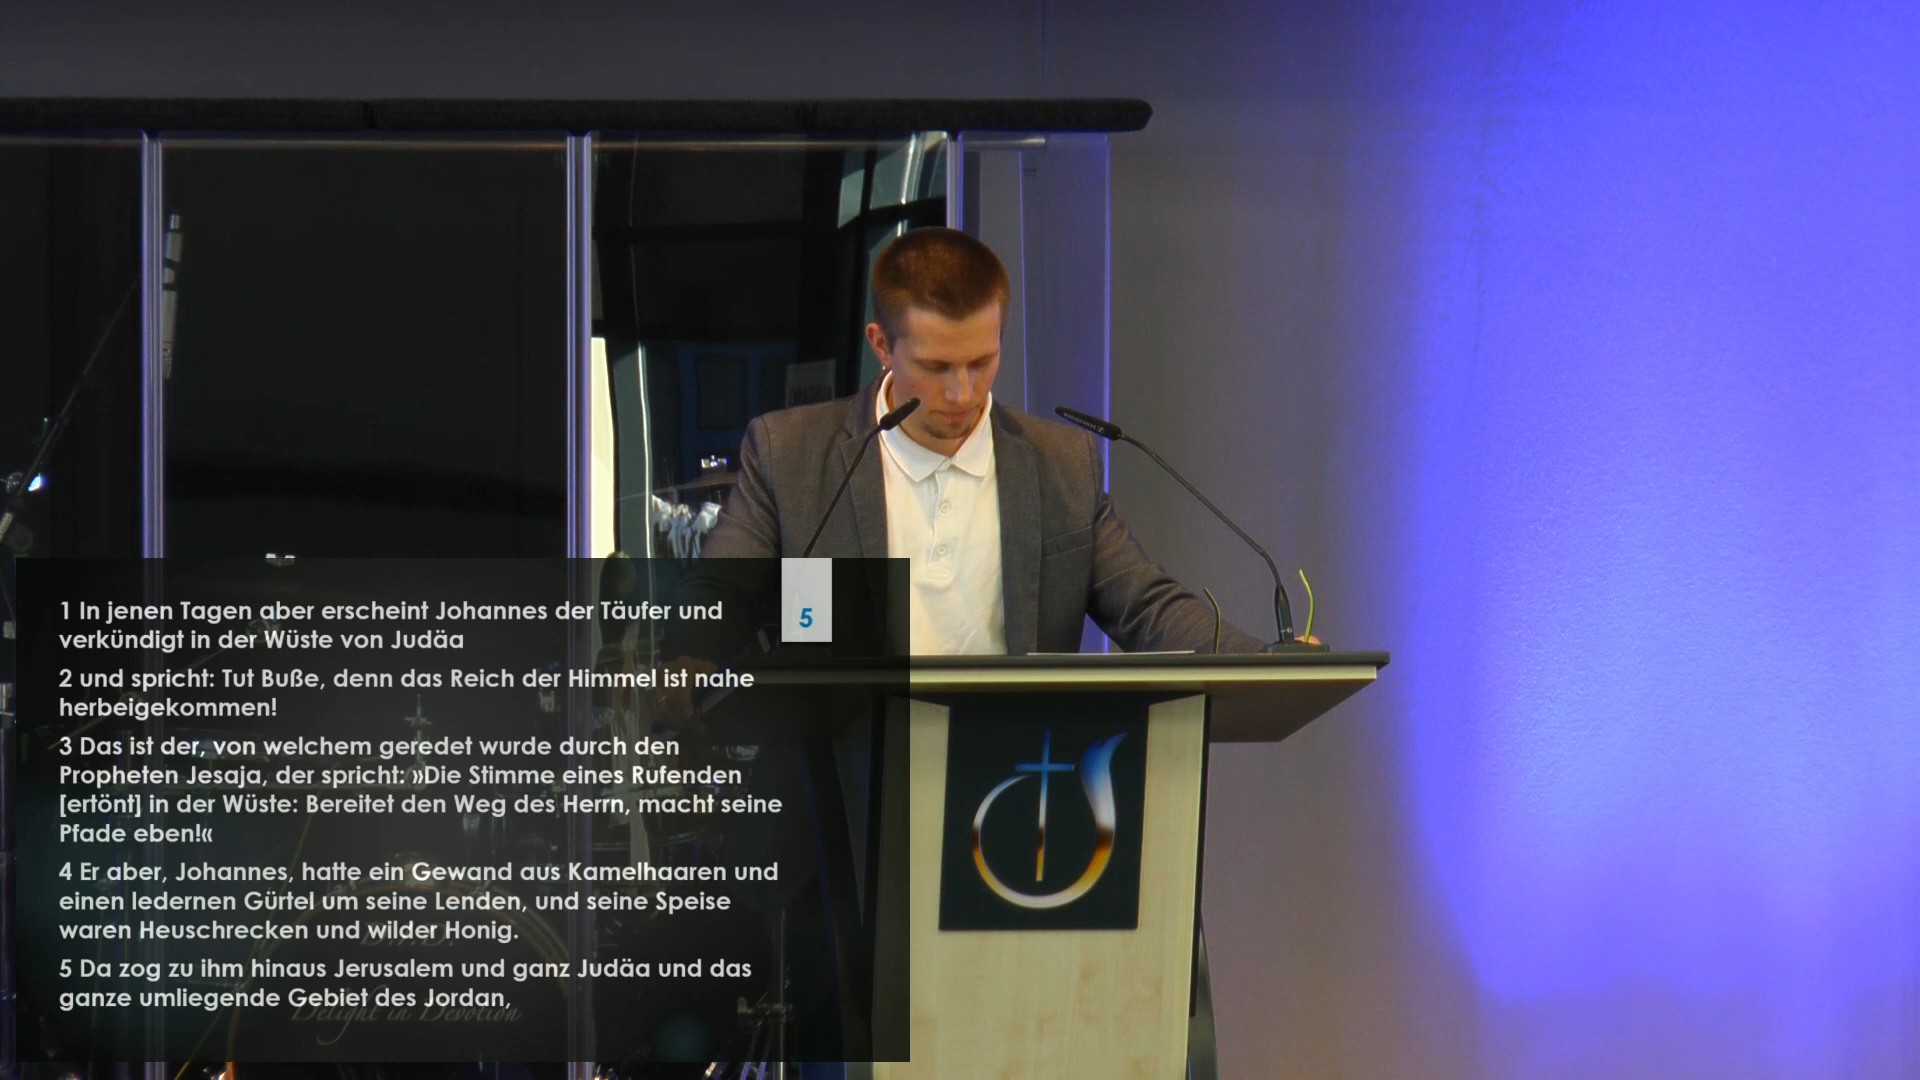 1 In jenen Tagen aber erscheint Johannes der Täufer und
verkündigt in der Wüste von Judäa
5
2 und spricht: Tut Buße, denn das Reich der Himmel ist nahe
herbeigekommen!
3 Das ist der, von welchem geredet wurde durch den
Propheten Jesaja, der spricht: »Die Stimme eines Rufenden
[ertönt] in der Wüste: Bereitet den Weg des Herrn, macht seine
Pfade eben!«
4 Er aber, Johannes, hatte ein Gewand aus Kamelhaaren und
einen ledernen Gürtel um seine Lenden, und seine Speise
waren Heuschrecken und wilder Honig.
5 Da zog zu ihm hinaus Jerusalem und ganz Judäa und das
ganze umliegende Gebiet des Jordan,
D.i.D.
Delight in Devotion